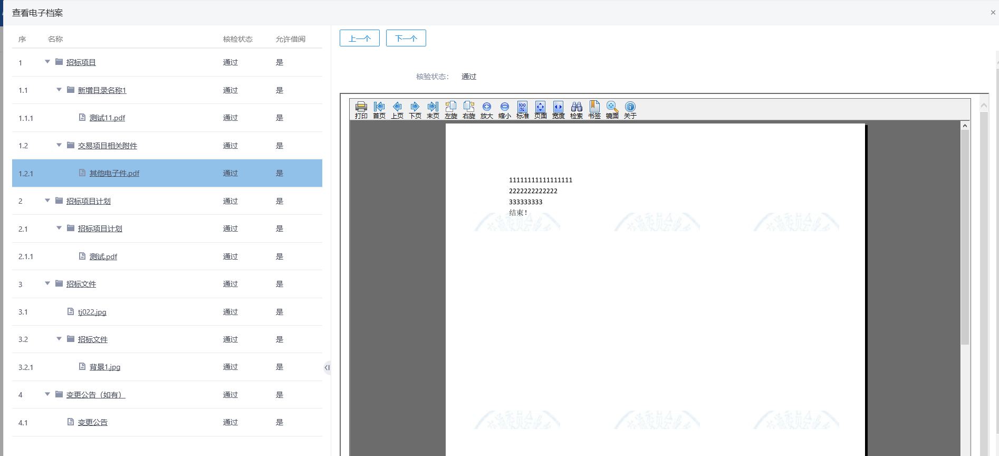 查看电子档案
×
序 名称 核检状态 允许借阅
1 招标项目 通过 是
1.1 新增目录名称1 通过 是
1.1.1 测试11.pdf 通过 是
1.2 交易项目相关附件 通过 是
1.2.1 其他电子件.pdf 通过 是
2 招标项目计划 通过 是
2.1 招标项目计划 通过 是
2.1.1 测试.pdf 通过 是
3 招标文件 通过 是
3.1 tj022.jpg 通过 是
3.2 招标文件 通过 是
3.2.1 背景1.jpg 通过 是
4 变更公告（如有） 通过 是
4.1 变更公告 通过 是
上一个 下一个
核验状态： 通过
打印 首页 上页 下页 末页 左旋 右旋 放大 缩小 标准 页面 宽度 检索 书签 镜面 关于
11111111111111111
2222222222222
333333333
结束！